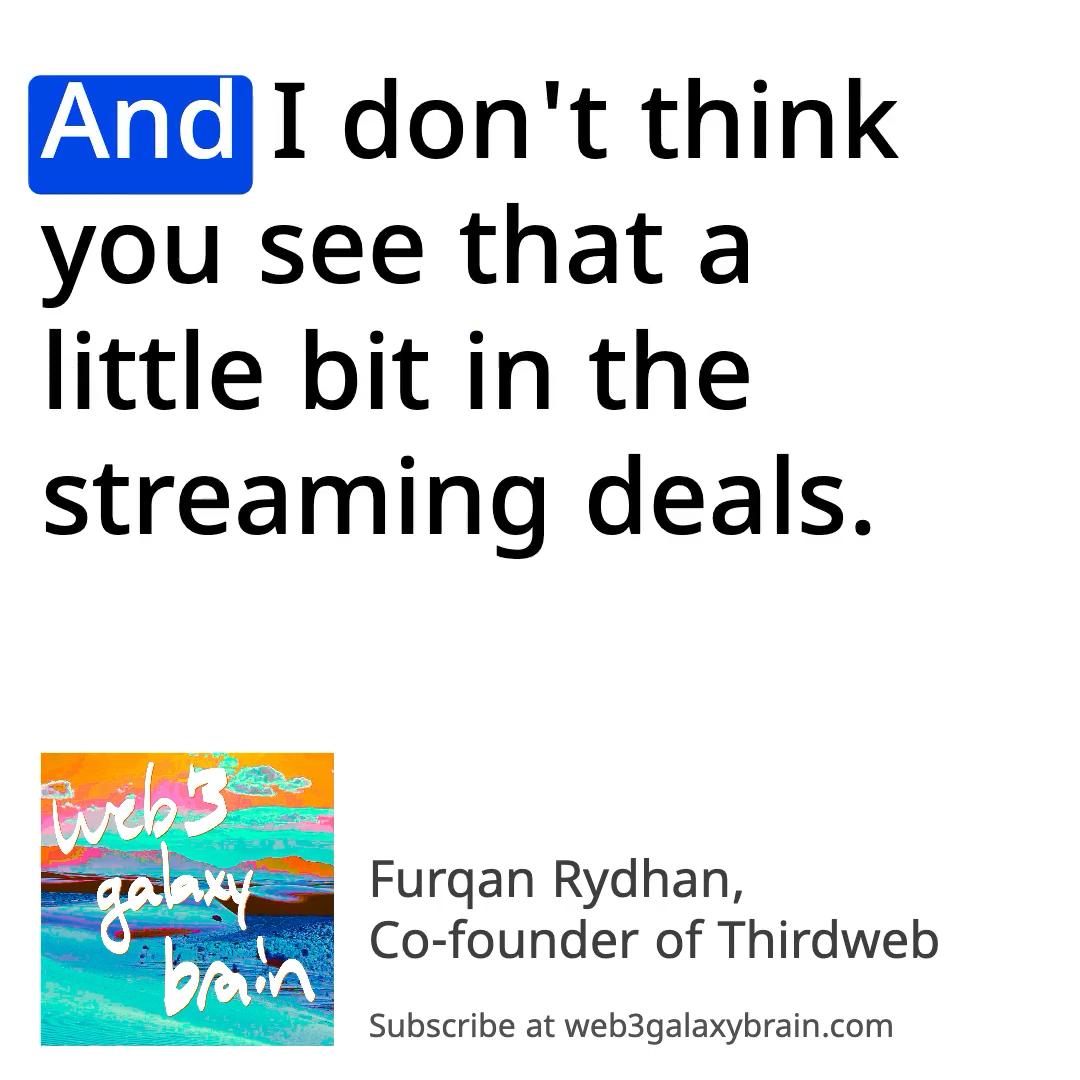 And I don't think
you see that a
little bit in the
streaming deals.
web3
galaxy
brain
Furqan Rydhan,
Co-founder of Thirdweb
Subscribe at web3galaxybrain.com